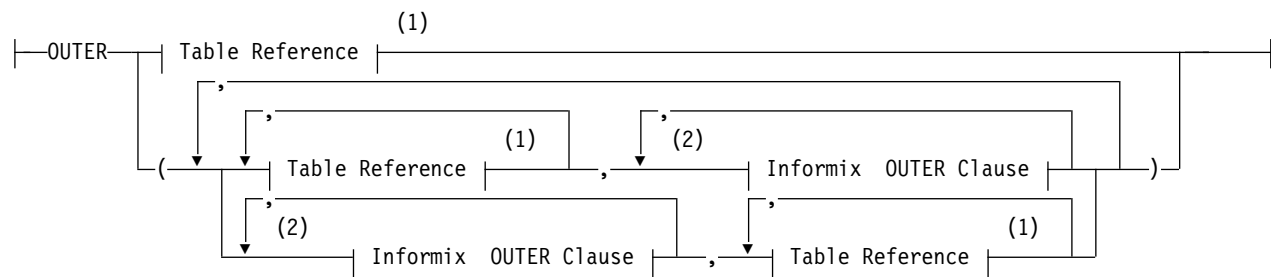 (1)
OUTER Table Reference
,
, ,
(1) (2)
( Table Reference , Informix OUTER Clause )
, ,
(2) (1)
Informix OUTER Clause , Table Reference